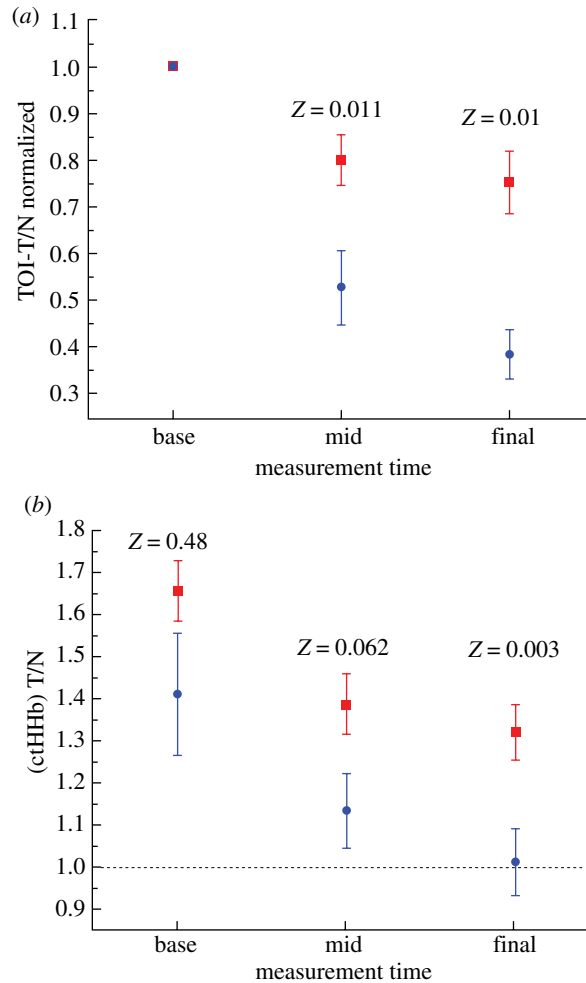 (a)
1.1
1.0
0.9
0.8
0.7
0.6
0.5
0.4
0.3
TOI-T/N normalized
Z = 0.011
Z = 0.01
base mid final
measurement time
(b)
1.8
1.7
1.6
1.5
1.4
1.3
1.2
1.1
1.0
0.9
(ctHHb) T/N
Z = 0.48
Z = 0.062
Z = 0.003
base mid final
measurement time